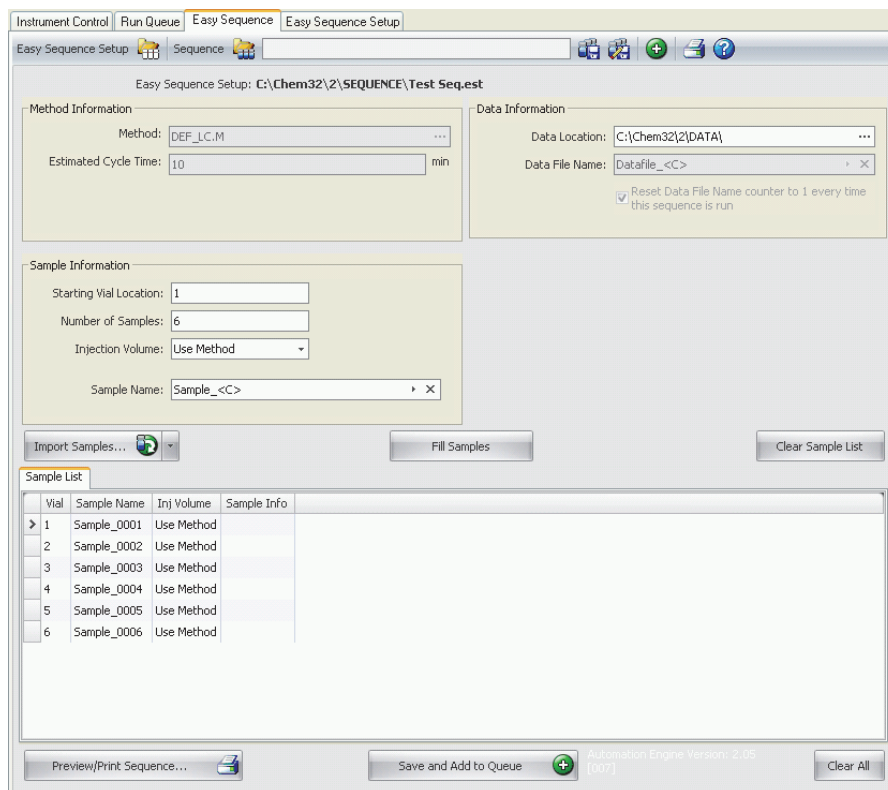 Instrument Control Run Queue Easy Sequence Easy Sequence Setup
Easy Sequence Setup Sequence
Easy Sequence Setup: C:\Chem32\2\SEQUENCE\Test Seq.est
Method Information
Method: DEF_LC.M ...
Estimated Cycle Time: 10 min
Data Information
Data Location: C:\Chem32\2\DATA\ ...
Data File Name: Datafile_<C>
Reset Data File Name counter to 1 every time
this sequence is run
Sample Information
Starting Vial Location: 1
Number of Samples: 6
Injection Volume: Use Method
Sample Name: Sample_<C>
Import Samples... Fill Samples Clear Sample List
Sample List
Vial Sample Name Inj Volume Sample Info
1 Sample_0001 Use Method
2 Sample_0002 Use Method
3 Sample_0003 Use Method
4 Sample_0004 Use Method
5 Sample_0005 Use Method
6 Sample_0006 Use Method
Preview/Print Sequence... Save and Add to Queue Automation Engine Version: 2.05
[007]
Clear All